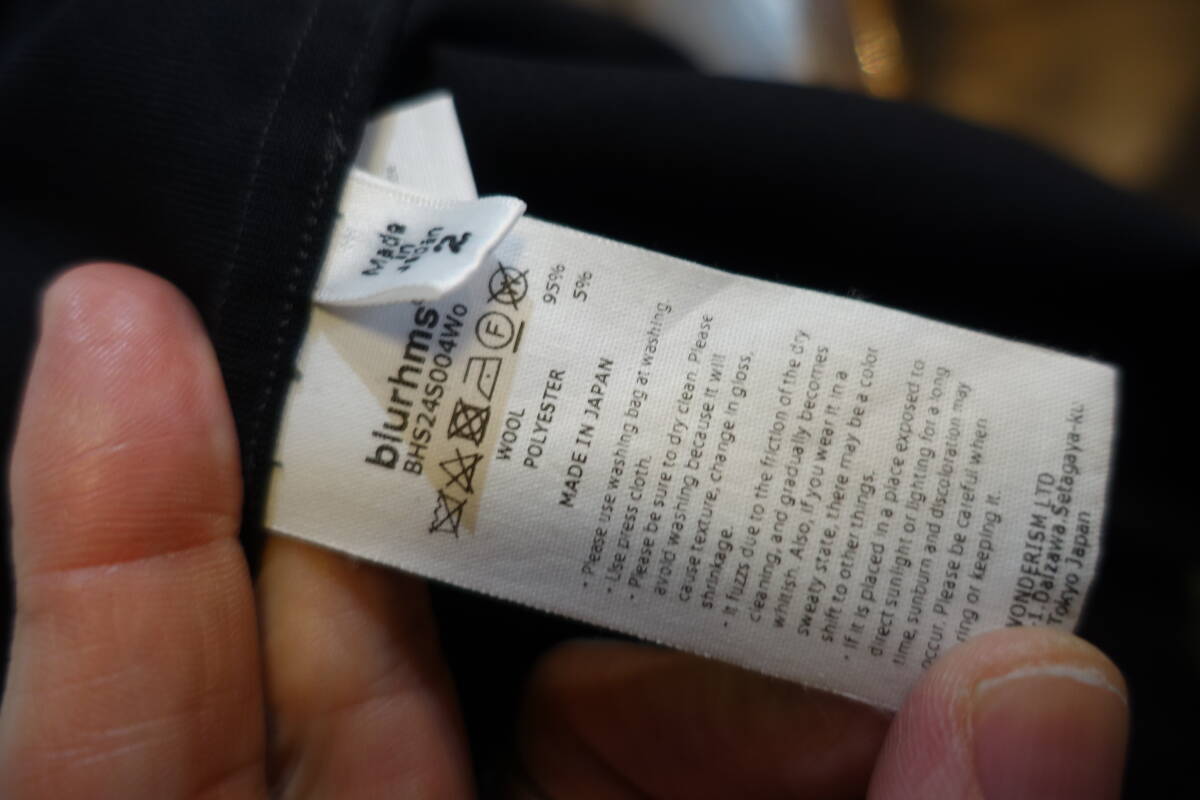 Made
in
Japan
2
blurhms
BHS24S004Wo
F
W
WOOL 95%
POLYESTER 5%
MADE IN JAPAN
・Please use washing bag at washing.
・Use press cloth.
・Please be sure to dry clean. Please
avoid washing because it will
cause texture, change in gloss,
shrinkage.
・It fuzzs due to the friction of the dry
cleaning, and gradually becomes
whitish. Also, if you wear it in a
sweaty state, there may be a color
shift to other things.
・If it is placed in a place exposed to
direct sunlight or lighting for a long
time, sunburn and discoloration may
occur. Please be careful when
ring or keeping it.
WONDERISM LTD
Daizawa, Setagaya-ku
Tokyo Japan